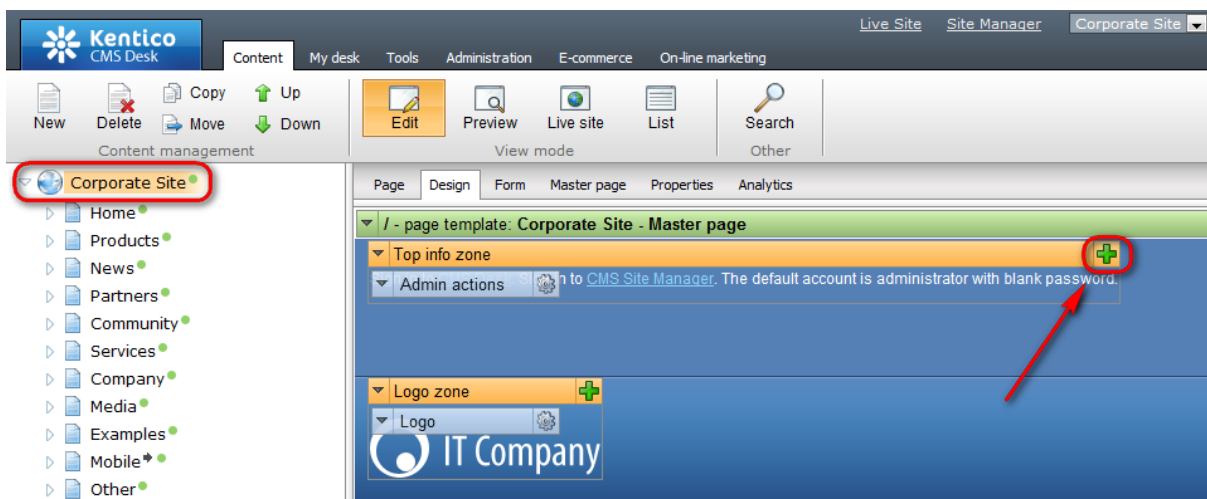 Live Site Site Manager Corporate Site
Kentico
CMS Desk
Content My desk Tools Administration E-commerce On-line marketing
New Delete Copy Move Up Down
Content management
Edit Preview Live site List
View mode
Search
Other
Corporate Site
Home
Products
News
Partners
Community
Services
Company
Media
Examples
Mobile
Other
Page Design Form Master page Properties Analytics
/ - page template: Corporate Site - Master page
Top info zone
Admin actions
to CMS Site Manager. The default account is administrator with blank password.
Logo zone
Logo
IT Company